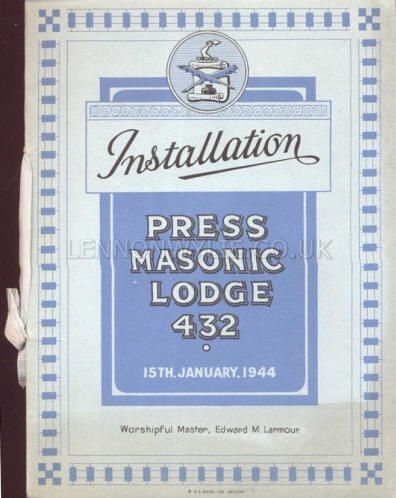 Installation
PRESS
LENNONWYLIE.CO.UK
MASONIC
LODGE
432
15TH, JANUARY, 1944
Worshipful Master, Edward M. Larmour.